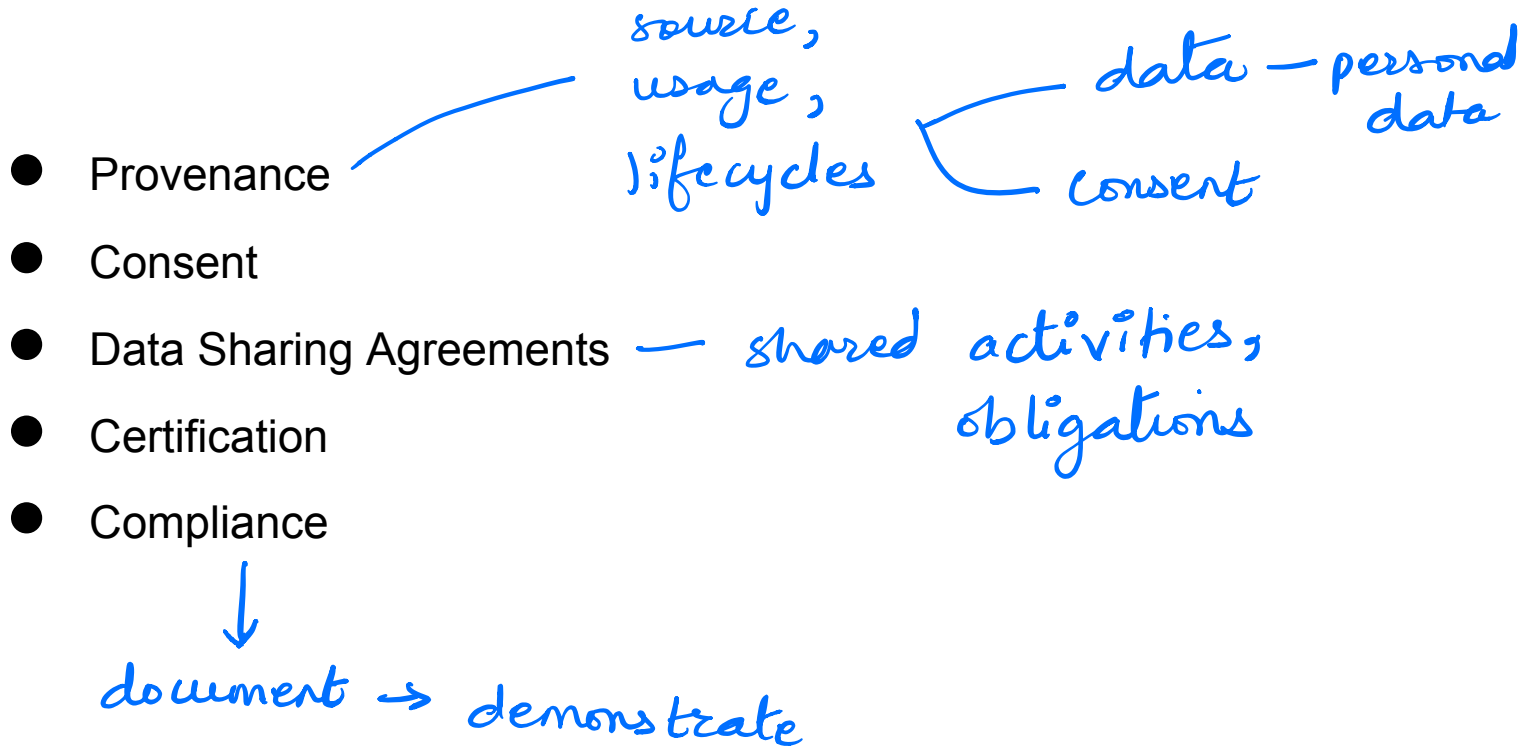 source,
usage,
lifecycles
data - personal
data
consent
● Provenance
● Consent
● Data Sharing Agreements - shared activities,
obligations
● Certification
● Compliance
document → demonstrate